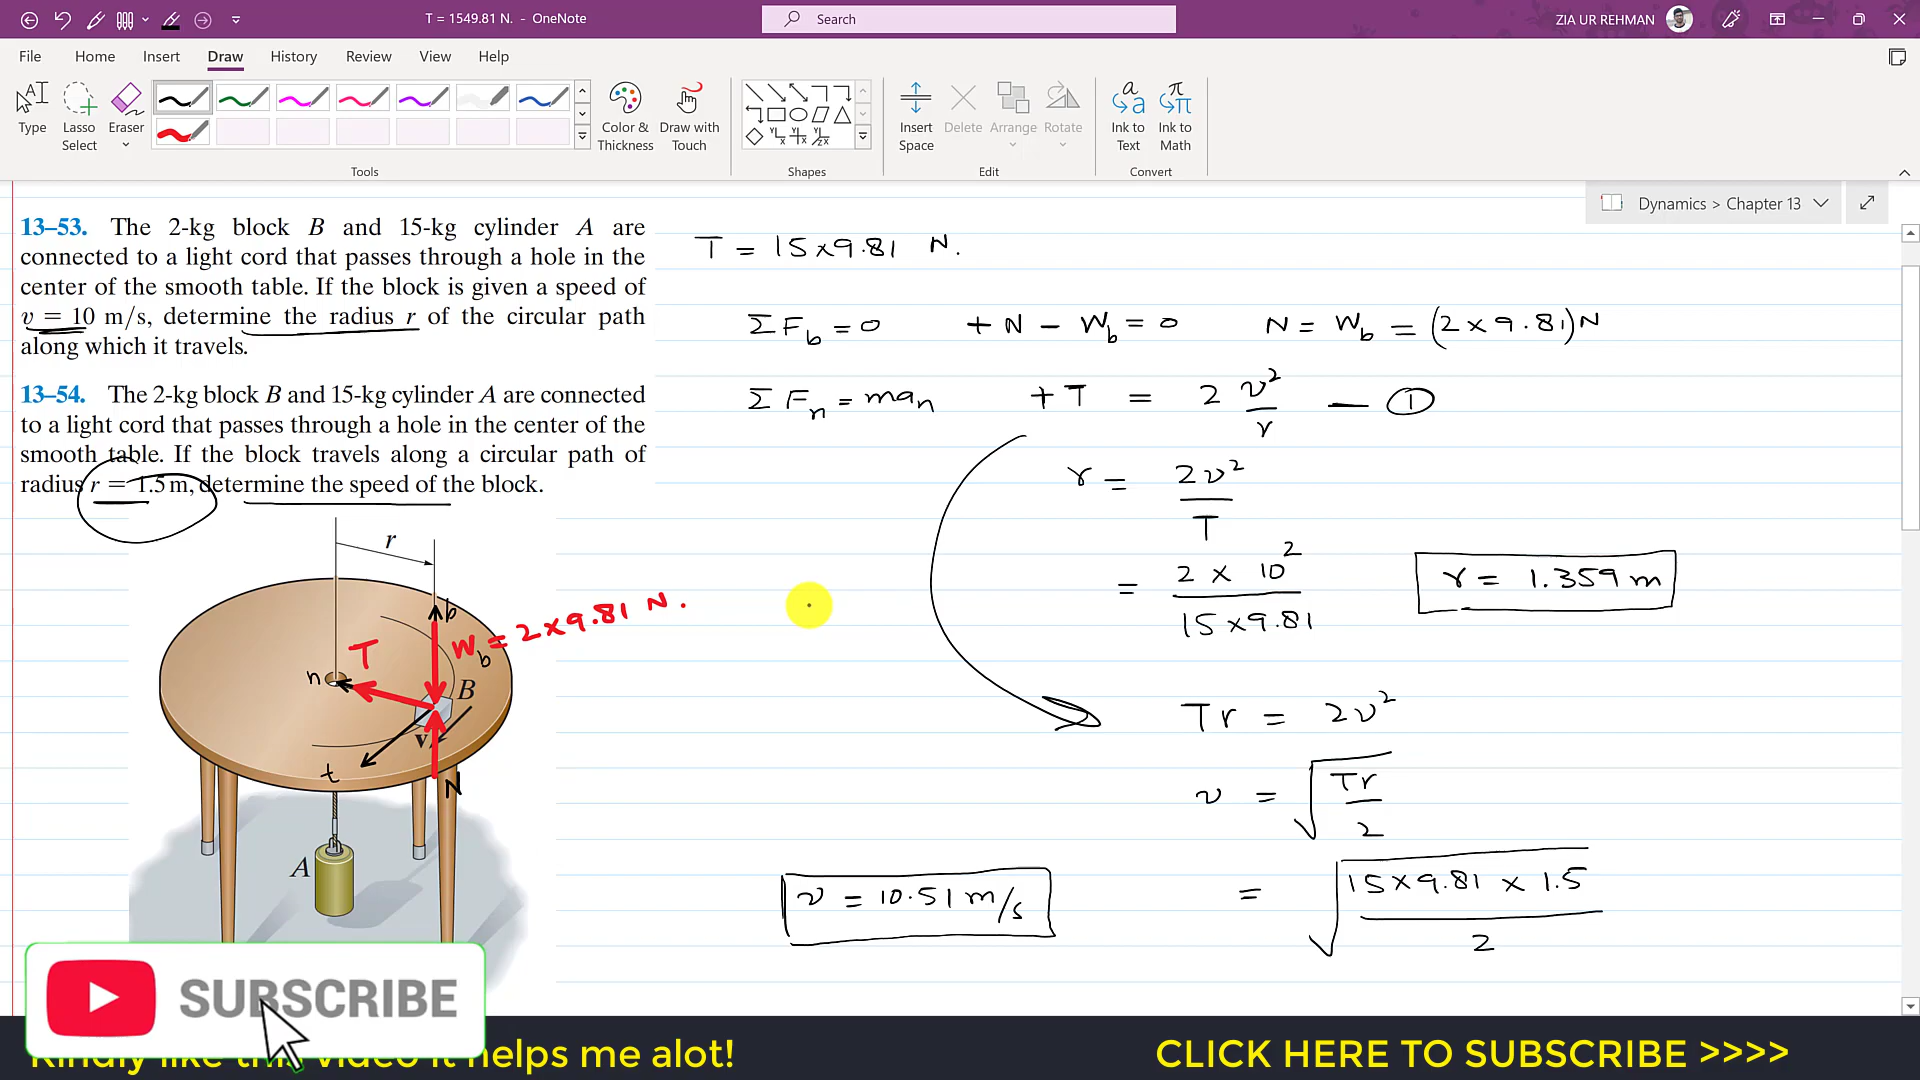 T = 1549.81 N. - OneNote
Search
ZIA UR REHMAN
File Home Insert Draw History Review View Help
Type
Lasso Select
Eraser
Color & Thickness
Draw with Touch
Insert Space
Delete
Arrange
Rotate
Ink to Text
Ink to Math
Tools
Shapes
Edit
Convert
Dynamics > Chapter 13
13–53. The 2-kg block B and 15-kg cylinder A are
connected to a light cord that passes through a hole in the
center of the smooth table. If the block is given a speed of
v = 10 m/s, determine the radius r of the circular path
along which it travels.
13–54. The 2-kg block B and 15-kg cylinder A are connected
to a light cord that passes through a hole in the center of the
smooth table. If the block travels along a circular path of
radius r = 1.5 m, determine the speed of the block.
r
b
W_b = 2×9.81 N.
T
n
B
v
t
N
A
T = 15×9.81 N.
ΣF_b = 0 +N − W_b = 0 N = W_b = (2×9.81)N
ΣF_n = ma_n +T = 2 v²/r — ①
r = 2v²/T
= 2 × 10² / 15×9.81
r = 1.359 m
Tr = 2v²
v = √(Tr/2)
= √(15×9.81×1.5/2)
v = 10.51 m/s
SUBSCRIBE
Kindly like this video it helps me alot!
CLICK HERE TO SUBSCRIBE >>>>